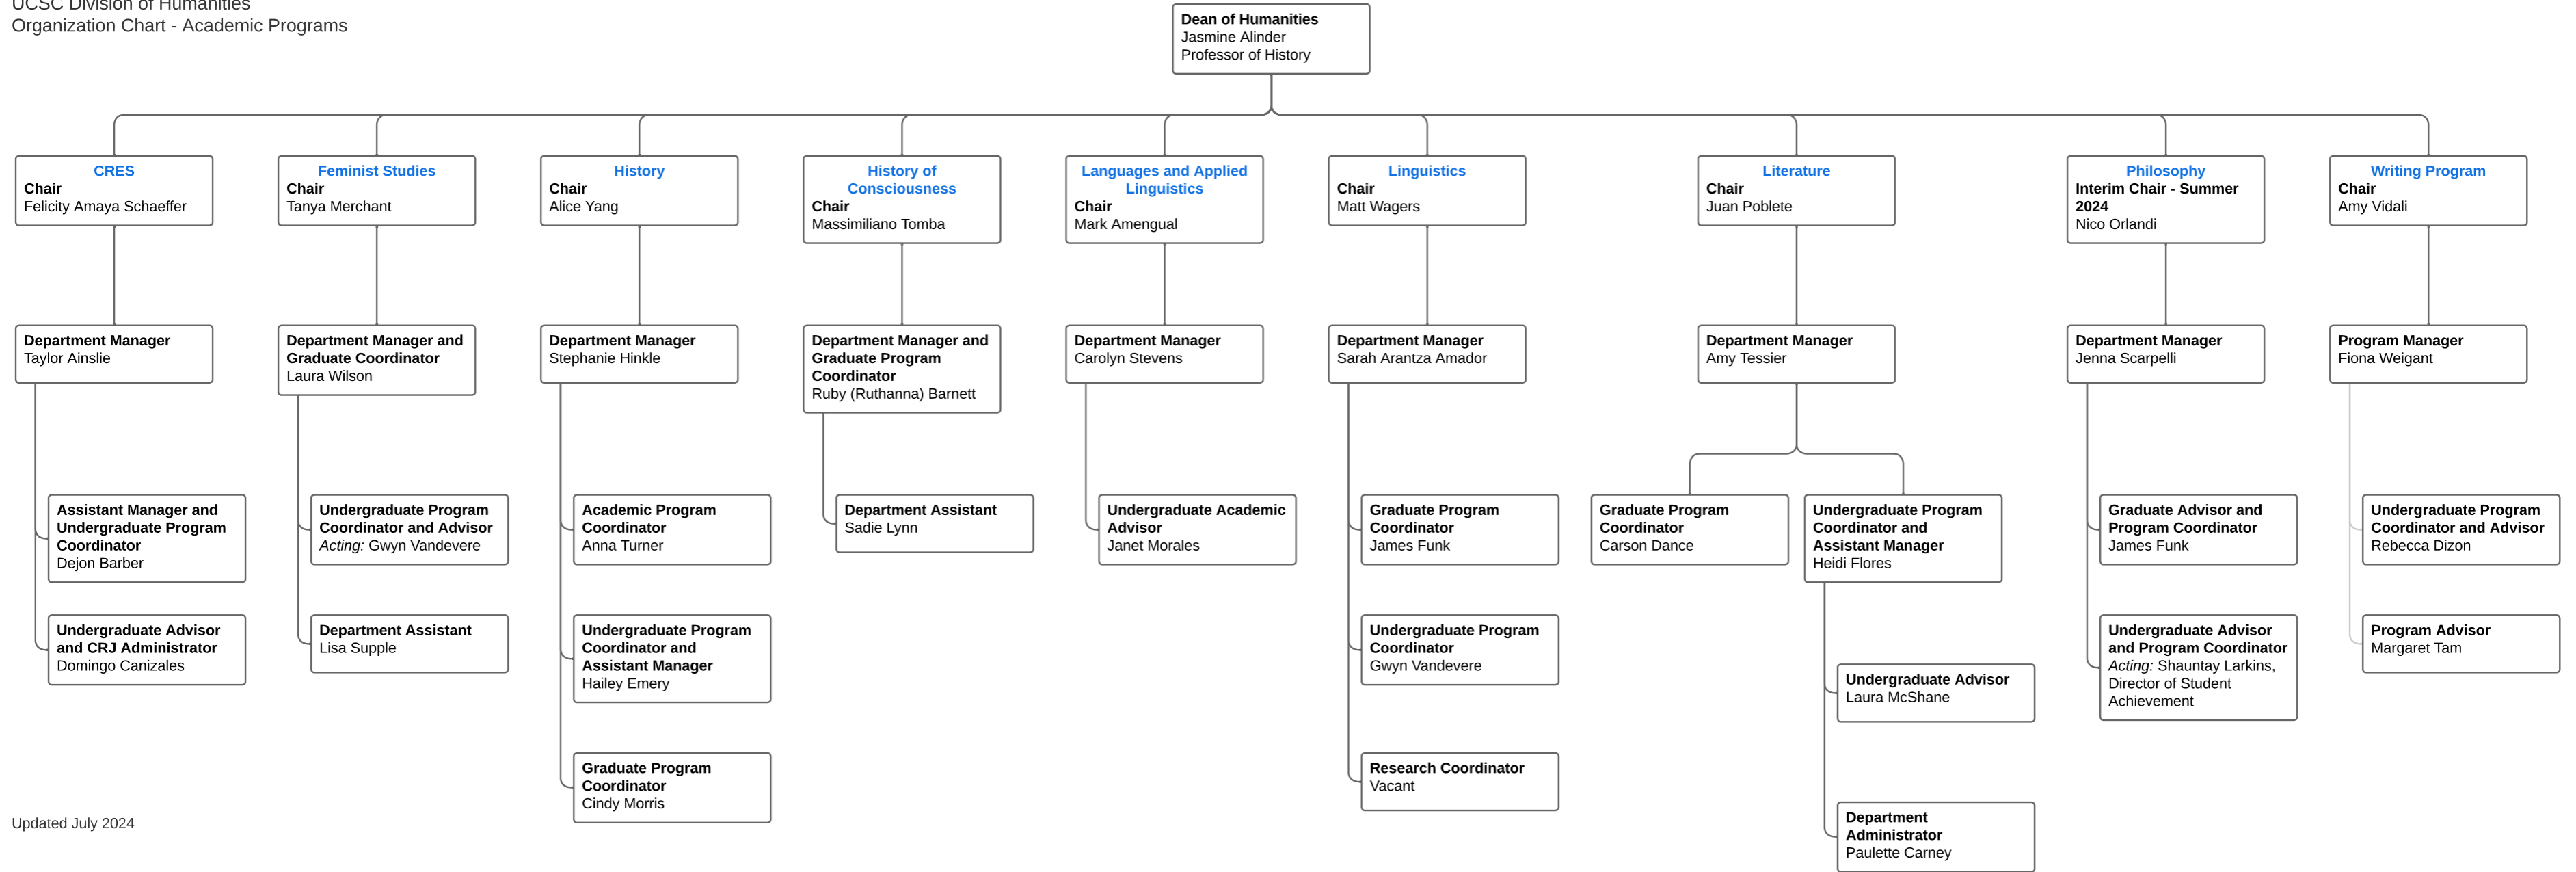 UCSC Division of Humanities
Organization Chart - Academic Programs
Dean of Humanities
Jasmine Alinder
Professor of History
CRES
Chair
Felicity Amaya Schaeffer
Feminist Studies
Chair
Tanya Merchant
History
Chair
Alice Yang
History of
Consciousness
Chair
Massimiliano Tomba
Languages and Applied
Linguistics
Chair
Mark Amengual
Linguistics
Chair
Matt Wagers
Literature
Chair
Juan Poblete
Philosophy
Interim Chair - Summer
2024
Nico Orlandi
Writing Program
Chair
Amy Vidali
Department Manager
Taylor Ainslie
Department Manager and
Graduate Coordinator
Laura Wilson
Department Manager
Stephanie Hinkle
Department Manager and
Graduate Program
Coordinator
Ruby (Ruthanna) Barnett
Department Manager
Carolyn Stevens
Department Manager
Sarah Arantza Amador
Department Manager
Amy Tessier
Department Manager
Jenna Scarpelli
Program Manager
Fiona Weigant
Assistant Manager and
Undergraduate Program
Coordinator
Dejon Barber
Undergraduate Program
Coordinator and Advisor
Acting: Gwyn Vandevere
Academic Program
Coordinator
Anna Turner
Department Assistant
Sadie Lynn
Undergraduate Academic
Advisor
Janet Morales
Graduate Program
Coordinator
James Funk
Graduate Program
Coordinator
Carson Dance
Undergraduate Program
Coordinator and
Assistant Manager
Heidi Flores
Graduate Advisor and
Program Coordinator
James Funk
Undergraduate Program
Coordinator and Advisor
Rebecca Dizon
Undergraduate Advisor
and CRJ Administrator
Domingo Canizales
Department Assistant
Lisa Supple
Undergraduate Program
Coordinator and
Assistant Manager
Hailey Emery
Undergraduate Program
Coordinator
Gwyn Vandevere
Undergraduate Advisor
Laura McShane
Undergraduate Advisor
and Program Coordinator
Acting: Shauntay Larkins,
Director of Student
Achievement
Program Advisor
Margaret Tam
Graduate Program
Coordinator
Cindy Morris
Research Coordinator
Vacant
Department
Administrator
Paulette Carney
Updated July 2024